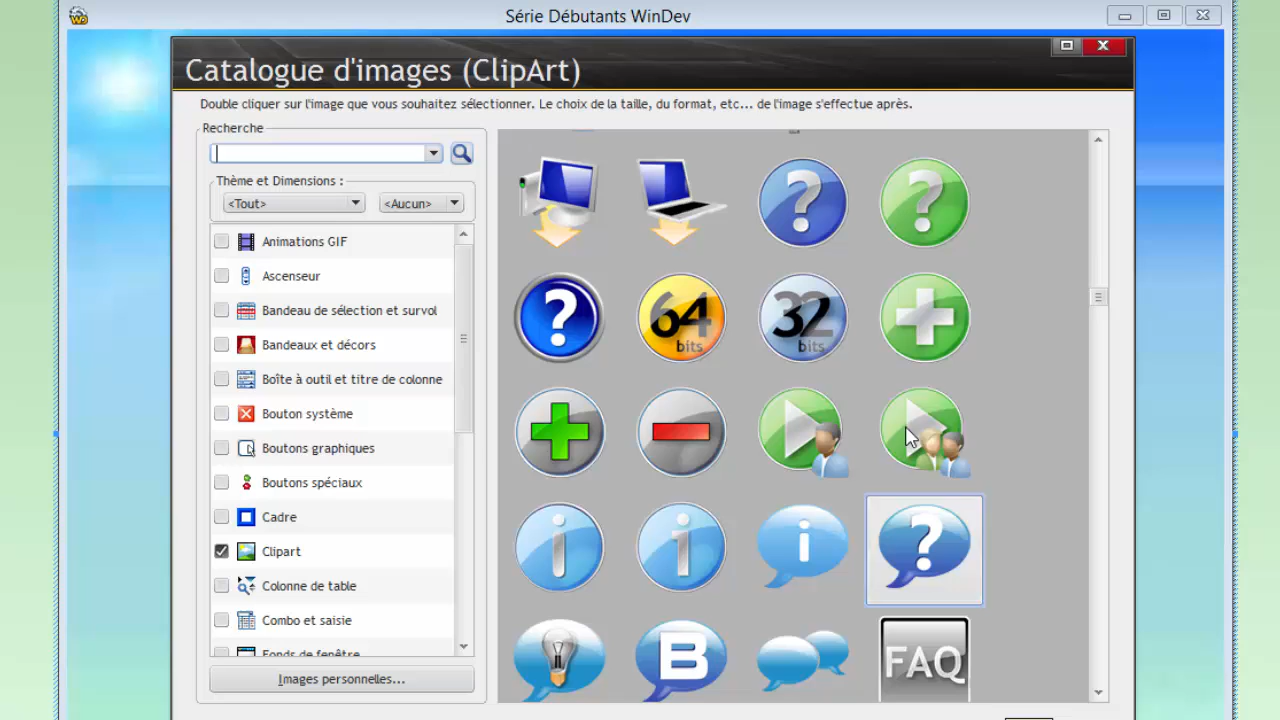 Série Débutants WinDev
Catalogue d'images (ClipArt)
Double cliquer sur l'image que vous souhaitez sélectionner. Le choix de la taille, du format, etc... de l'image s'effectue après.
Recherche
Thème et Dimensions :
<Tout> <Aucun>
Animations GIF
Ascenseur
Bandeau de sélection et survol
Bandeaux et décors
Boîte à outil et titre de colonne
Bouton système
Boutons graphiques
Boutons spéciaux
Cadre
Clipart
Colonne de table
Combo et saisie
Fonds de fenêtre
Images personnelles...
? ?
? 64 bits 32 bits
i i i ?
B FAQ